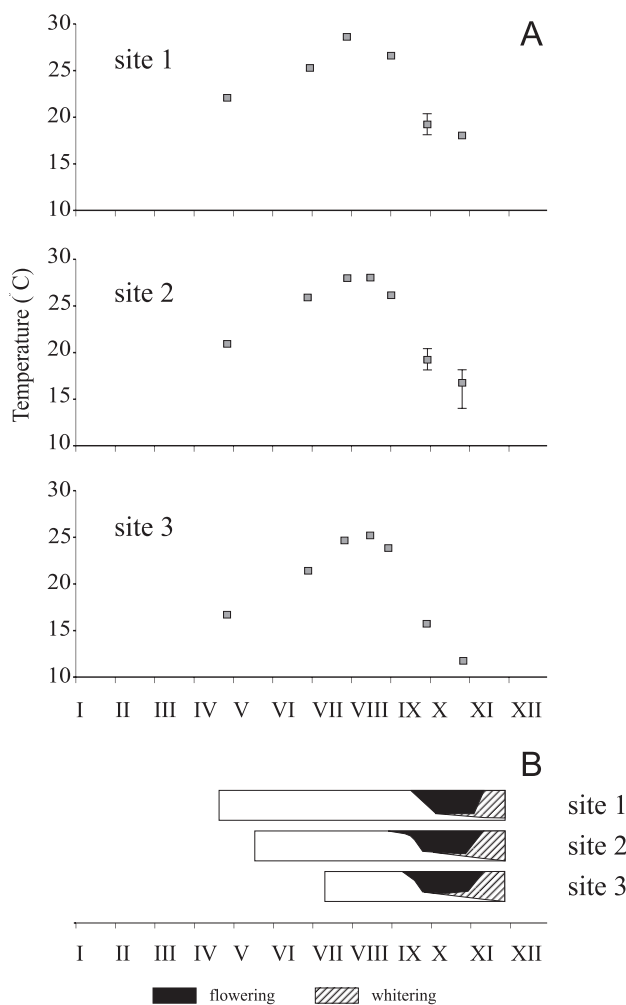 A
site 1
30
25
20
15
10
site 2
30
25
20
15
10
Temperature (°C)
site 3
30
25
20
15
10
I II III IV V VI VII VIII IX X XI XII
B
site 1
site 2
site 3
I II III IV V VI VII VIII IX X XI XII
flowering whitering